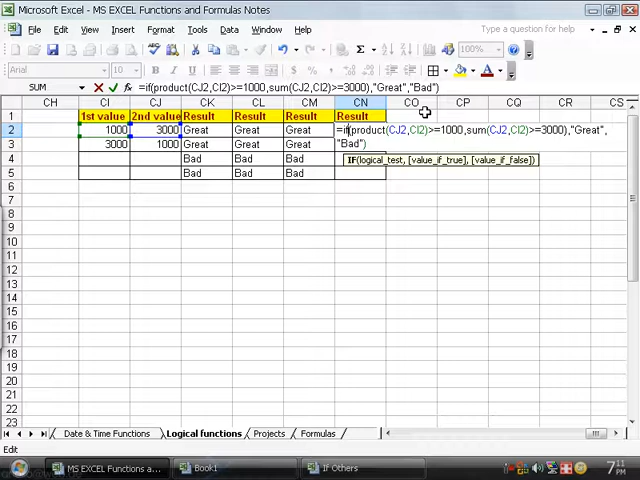 Microsoft Excel - MS EXCEL Functions and Formulas Notes
File Edit View Insert Format Tools Data Window Help
Type a question for help
100%
Arial 10 B I U
SUM =if(product(CJ2,CI2)>=1000,sum(CJ2,CI2)>=3000),"Great","Bad")
CH CI CJ CK CL CM CN CO CP CQ CR CS
1 1st value 2nd value Result Result Result Result
2 1000 3000 Great Great Great =if(product(CJ2,CI2)>=1000,sum(CJ2,CI2)>=3000),"Great",
3 3000 1000 Great Great Great "Bad")
IF(logical_test, [value_if_true], [value_if_false])
4 Bad Bad Bad
5 Bad Bad Bad
6
7
8
9
10
11
12
13
14
15
16
17
18
19
20
21
22
23
Date & Time Functions Logical functions Projects Formulas
Edit
MS EXCEL Functions a... Book1 If Others 7:11 PM